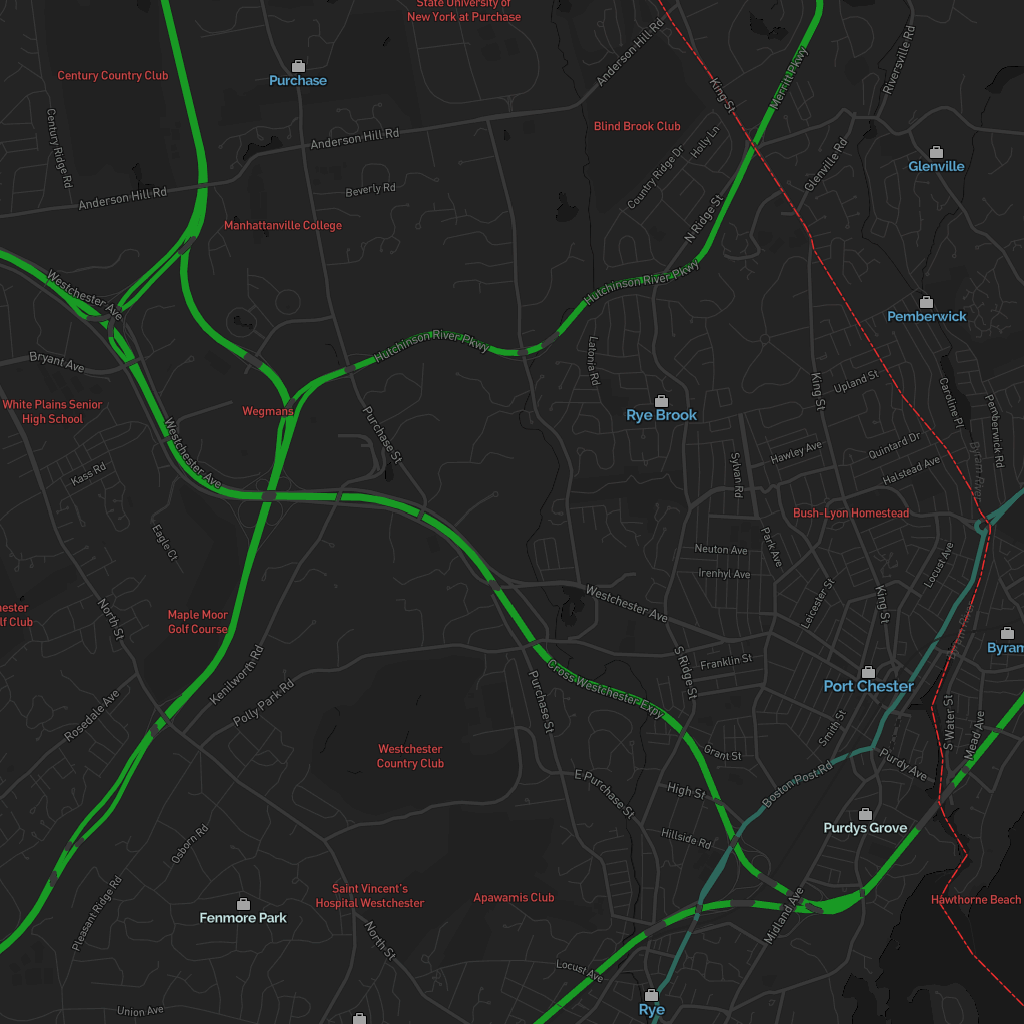 State University of
New York at Purchase
Century Country Club
Purchase
Anderson Hill Rd
King St
Merritt Pkwy
Riversville Rd
Century Ridge Rd
Anderson Hill Rd
Blind Brook Club
Holly Ln
Country Ridge Dr
Glenville Rd
Glenville
Anderson Hill Rd
Beverly Rd
Manhattanville College
N Ridge St
Westchester Ave
Hutchinson River Pkwy
Pemberwick
Bryant Ave
Hutchinson River Pkwy
Latonia Rd
King St
Upland St
Caroline Pl
Pemberwick Rd
White Plains Senior
High School
Wegmans
Purchase St
Rye Brook
Westchester Ave
Kass Rd
Sylvan Rd
Hawley Ave
Quintard Dr
Halstead Ave
Byram River
Bush-Lyon Homestead
Eagle Ct
Neuton Ave
Park Ave
Locust Ave
Irenhyl Ave
North St
Maple Moor
Golf Course
Westchester Ave
Leicester St
King St
Byram River
Byram
Kenilworth Rd
Polly Park Rd
Rosedale Ave
Purchase St
Cross Westchester Expy
S Ridge St
Franklin St
Port Chester
Smith St
S Water St
Mead Ave
Westchester
Country Club
Grant St
Purdy Ave
Boston Post Rd
E Purchase St
High St
Hillside Rd
Purdys Grove
Osborn Rd
Pleasant Ridge Rd
Fenmore Park
Saint Vincent's
Hospital Westchester
Apawamis Club
Midland Ave
Hawthorne Beach
North St
Locust Ave
Union Ave
Rye